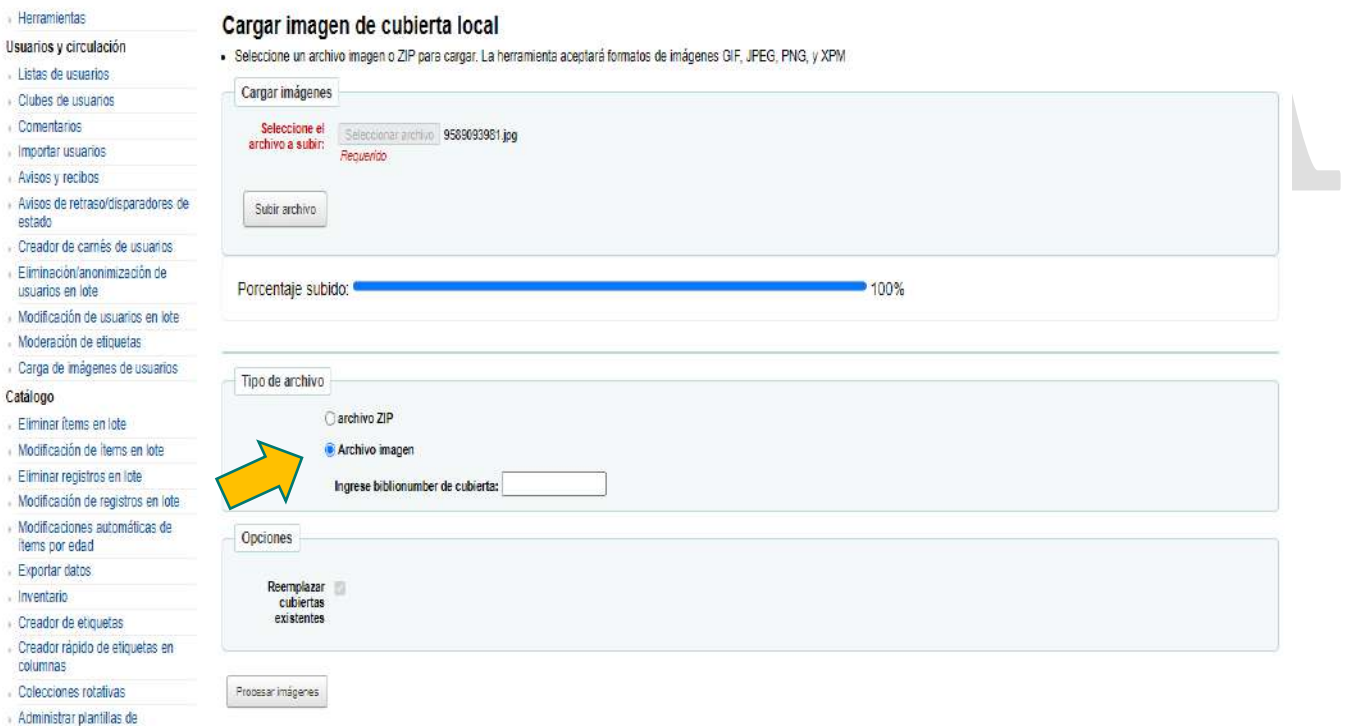 Herramientas
Usuarios y circulación
Listas de usuarios
Clubes de usuarios
Comentarios
Importar usuarios
Avisos y recibos
Avisos de retraso/disparadores de
estado
Creador de carnés de usuarios
Eliminación/anonimización de
usuarios en lote
Modificación de usuarios en lote
Moderación de etiquetas
Carga de imágenes de usuarios
Catálogo
Eliminar ítems en lote
Modificación de ítems en lote
Eliminar registros en lote
Modificación de registros en lote
Modificaciones automáticas de
ítems por edad
Exportar datos
Inventario
Creador de etiquetas
Creador rápido de etiquetas en
columnas
Colecciones rotativas
Administrar plantillas de
Cargar imagen de cubierta local
Seleccione un archivo imagen o ZIP para cargar. La herramienta aceptará formatos de imágenes GIF, JPEG, PNG, y XPM
Cargar imágenes
Seleccione el
archivo a subir:
Seleccionar archivo 9589093981.jpg
Requerido
Subir archivo
Porcentaje subido: 100%
Tipo de archivo
archivo ZIP
Archivo imagen
Ingrese biblionumber de cubierta:
Opciones
Reemplazar
cubiertas
existentes
Procesar imágenes